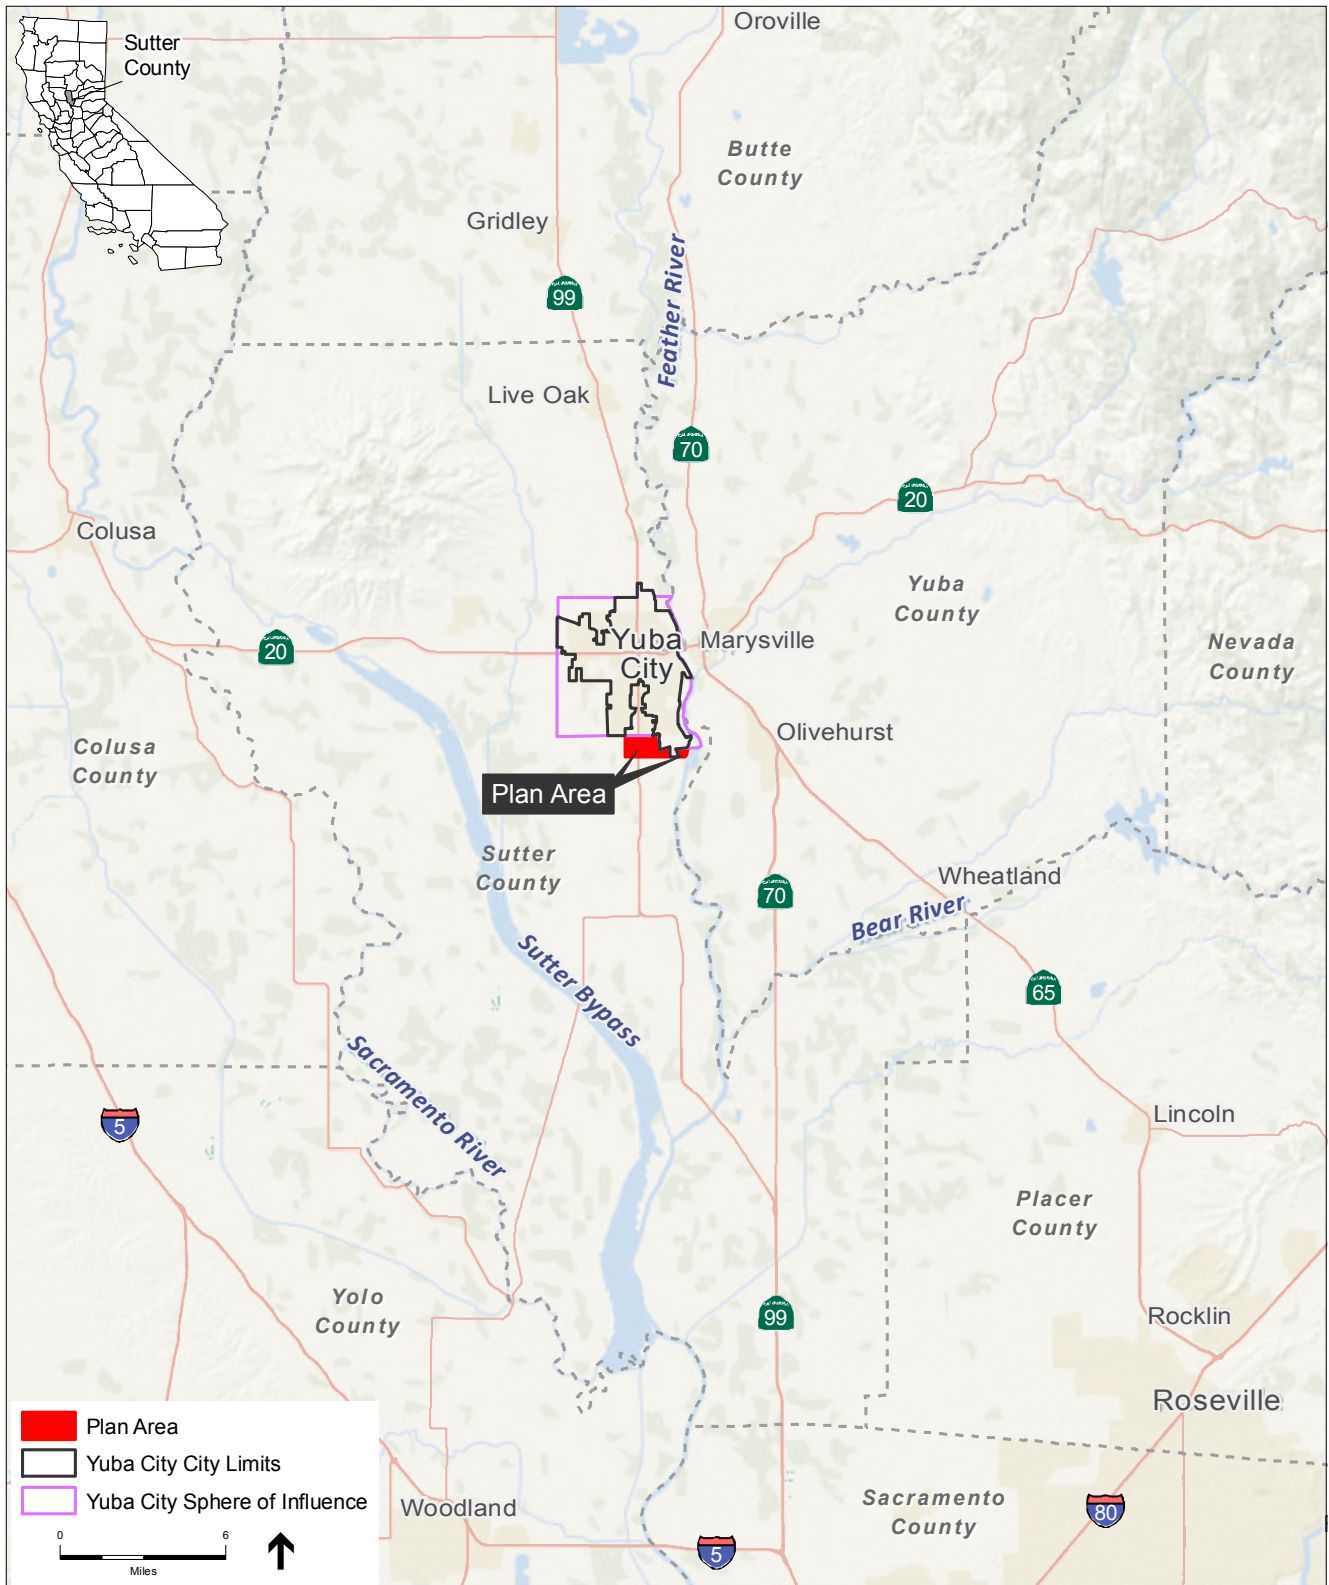 Oroville
Sutter
County
Butte
County
Gridley
Feather River
99
Live Oak
70
20
Colusa
Yuba
County
Yuba
City
Marysville
20
Nevada
County
Olivehurst
Colusa
County
Plan Area
Sutter
County
Wheatland
70
Bear River
Sutter Bypass
65
Sacramento River
5
Lincoln
Placer
County
Yolo
County
99
Rocklin
Roseville
Plan Area
Yuba City City Limits
Yuba City Sphere of Influence
Woodland
Sacramento
County
80
5
0 6
Miles